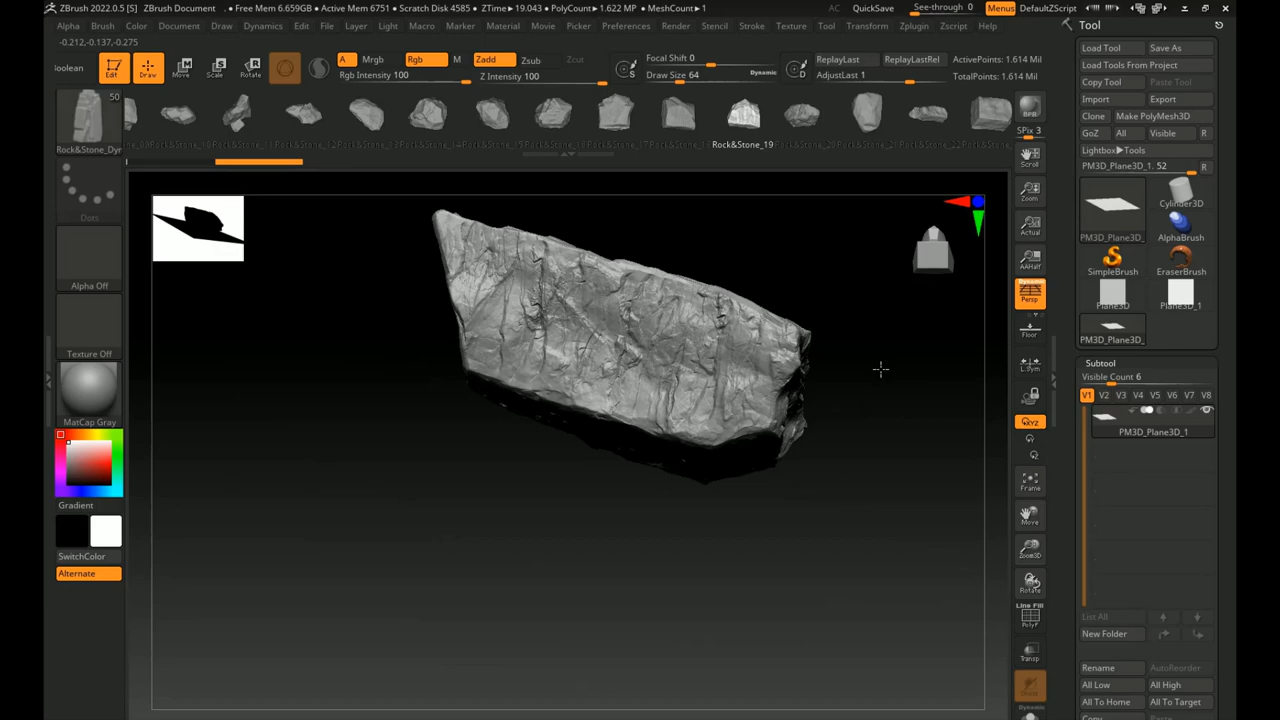 ZBrush 2022.0.5 [S] ZBrush Document . • Free Mem 6.659GB • Active Mem 6751 • Scratch Disk 4585 • ZTime▸19.043 • PolyCount▸1.622 MP • MeshCount▸1 AC QuickSave See-through 0 Menus DefaultZScript
Alpha Brush Color Document Draw Dynamics Edit File Layer Light Macro Marker Material Movie Picker Preferences Render Stencil Stroke Texture Tool Transform Zplugin Zscript Help
-0.212,-0.137,-0.275
oolean Edit Draw Move Scale Rotate
A Mrgb Rgb M Zadd Zsub Zcut
Rgb Intensity 100 Z Intensity 100
S Focal Shift 0
Draw Size 64 Dynamic
D ReplayLast ReplayLastRel ActivePoints: 1.614 Mil
AdjustLast 1 TotalPoints: 1.614 Mil
50
Rock&Stone_Dyn
Rock&Stone_19
Dots
Alpha Off
Texture Off
MatCap Gray
Gradient
SwitchColor
Alternate
BPR
SPix 3
Scroll
Zoom
Actual
AAHalf
Dynamic
Persp
Floor
L.Sym
XYZ
Frame
Move
Zoom3D
Rotate
Line Fill
PolyF
Transp
Dynamic
Tool
Load Tool Save As
Load Tools From Project
Copy Tool Paste Tool
Import Export
Clone Make PolyMesh3D
GoZ All Visible R
Lightbox▸Tools
PM3D_Plane3D_1. 52 R
PM3D_Plane3D_ Cylinder3D
AlphaBrush
SimpleBrush EraserBrush
Plane3D Plane3D_1
PM3D_Plane3D_
Subtool
Visible Count 6
V1 V2 V3 V4 V5 V6 V7 V8
PM3D_Plane3D_1
List All
New Folder
Rename AutoReorder
All Low All High
All To Home All To Target